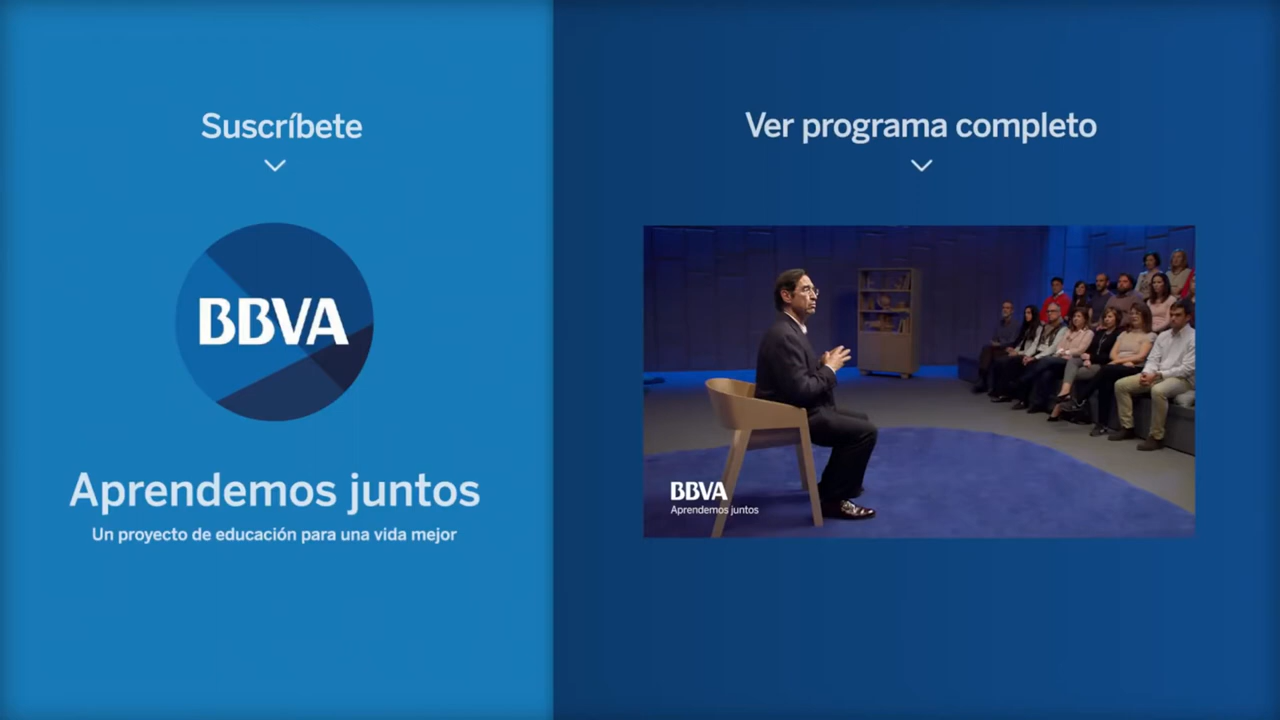 Suscríbete
BBVA
Aprendemos juntos
Un proyecto de educación para una vida mejor
Ver programa completo
BBVA
Aprendemos juntos